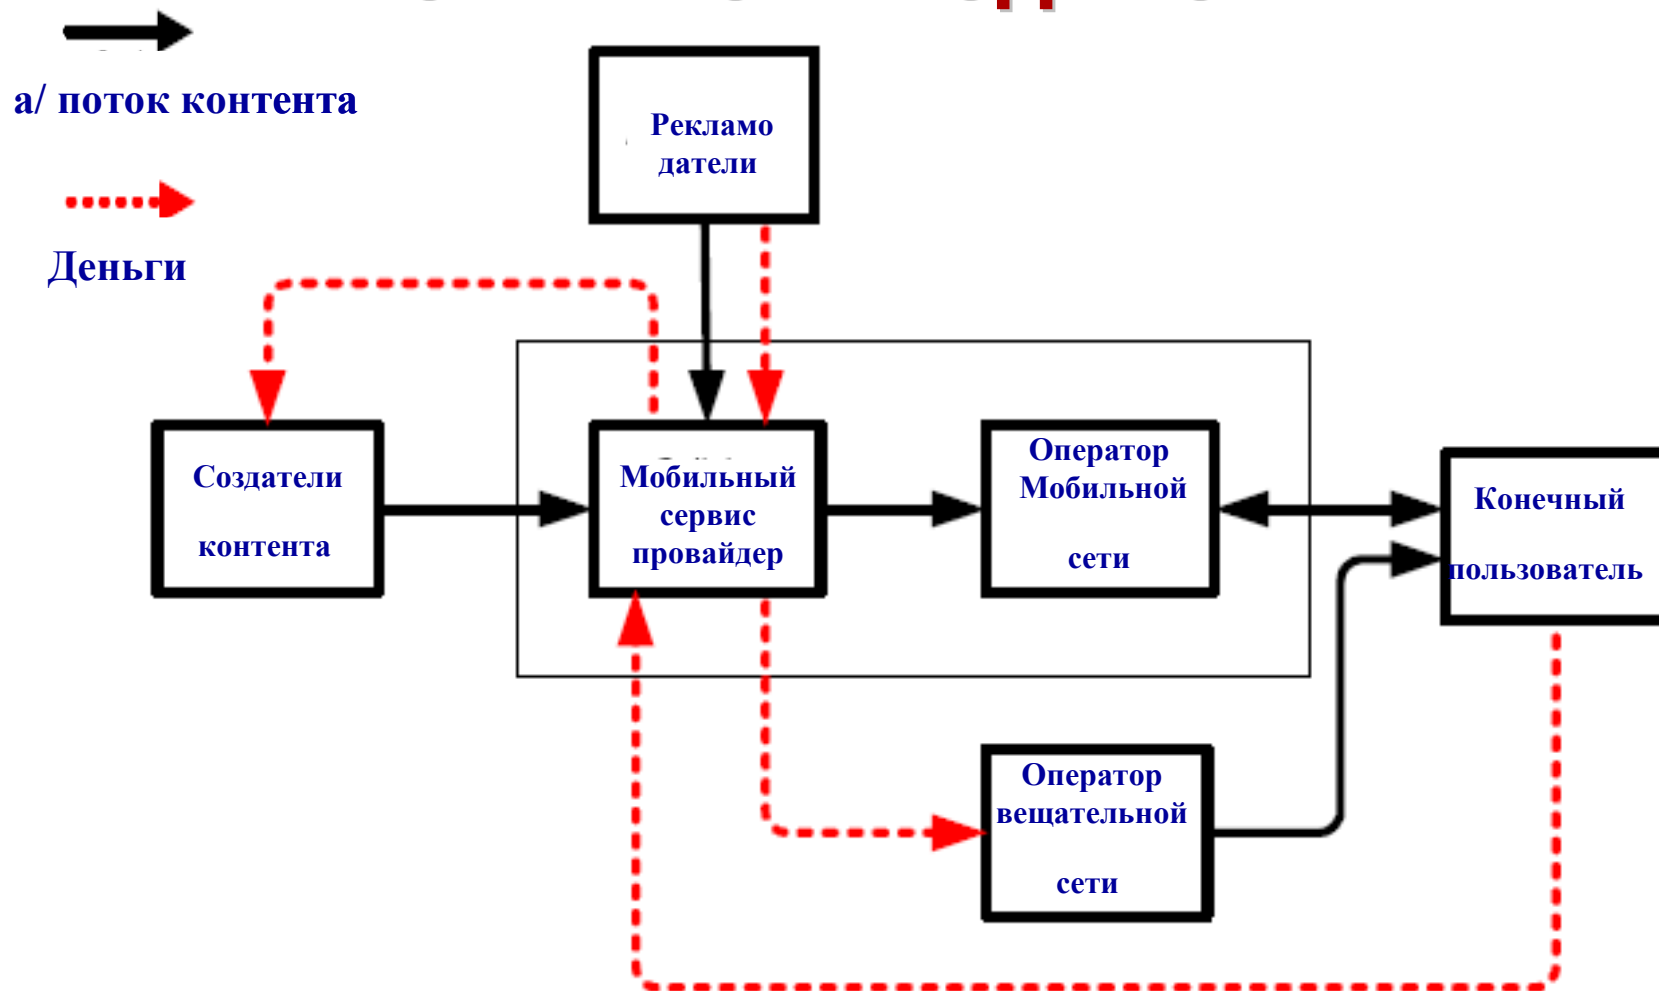 а/ поток контента
Деньги
Рекламо
датели
Создатели
контента
Мобильный
сервис
провайдер
Оператор
Мобильной
сети
Конечный
пользователь
Оператор
вещательной
сети